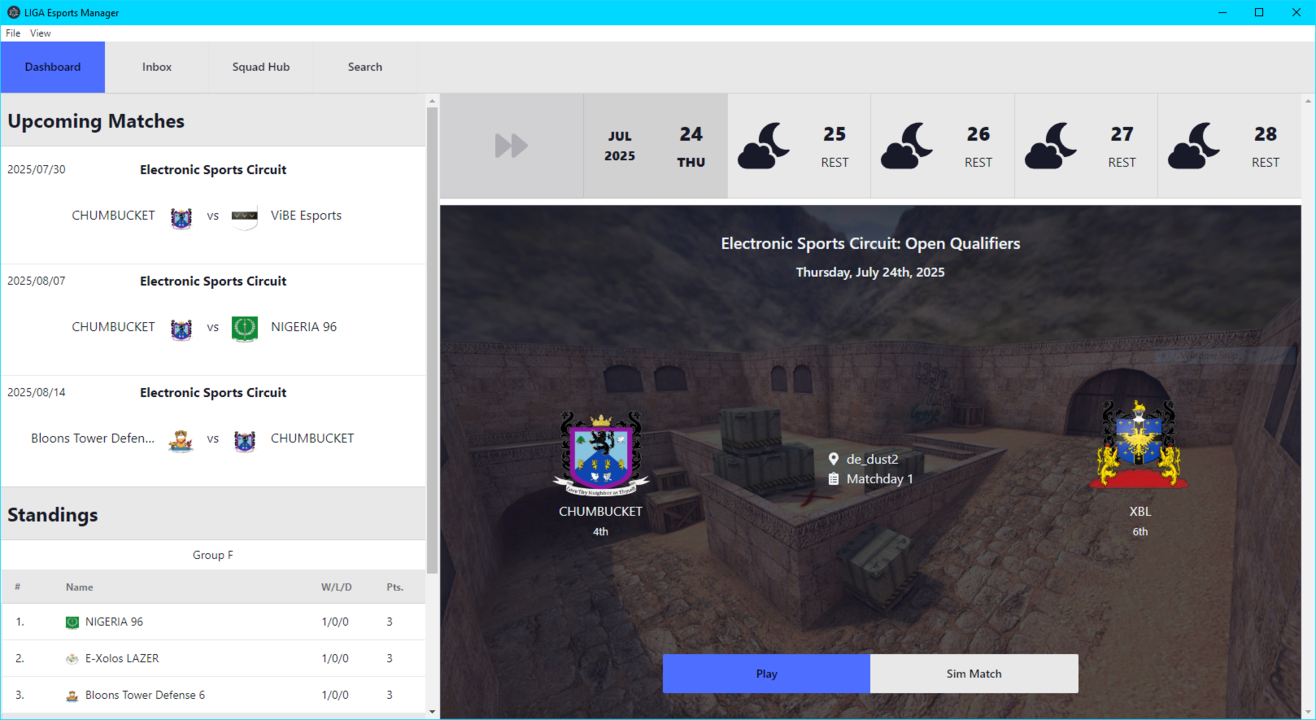 LIGA Esports Manager
File View
Dashboard Inbox Squad Hub Search
Upcoming Matches
2025/07/30 Electronic Sports Circuit
CHUMBUCKET vs ViBE Esports
2025/08/07 Electronic Sports Circuit
CHUMBUCKET vs NIGERIA 96
2025/08/14 Electronic Sports Circuit
Bloons Tower Defen... vs CHUMBUCKET
Standings
Group F
# Name W/L/D Pts.
1. NIGERIA 96 1/0/0 3
2. E-Xolos LAZER 1/0/0 3
3. Bloons Tower Defense 6 1/0/0 3
JUL 2025
24 THU
25 REST
26 REST
27 REST
28 REST
Electronic Sports Circuit: Open Qualifiers
Thursday, July 24th, 2025
de_dust2
Matchday 1
CHUMBUCKET
4th
XBL
6th
Play Sim Match